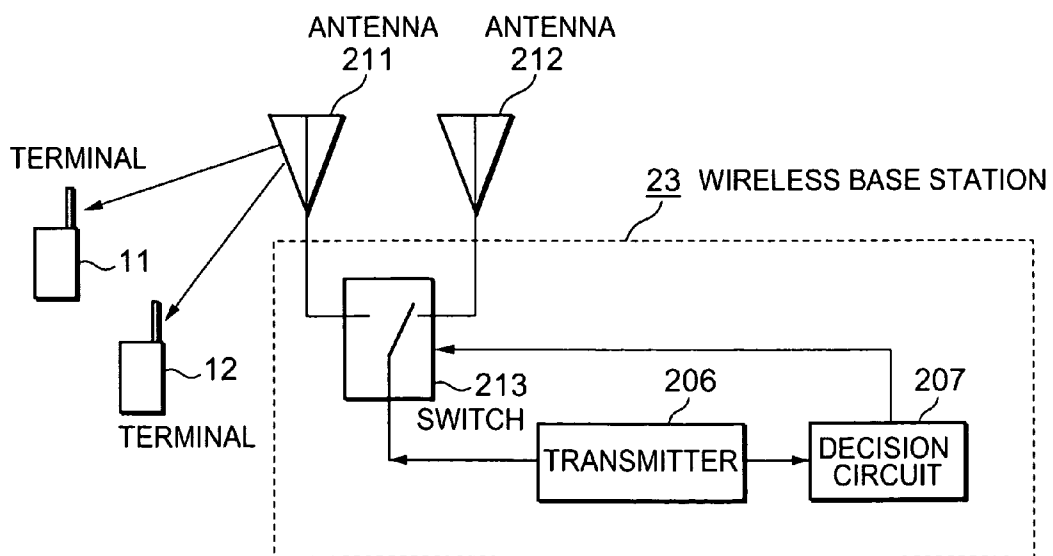 ANTENNA
211
ANTENNA
212
TERMINAL
11
12
TERMINAL
23 WIRELESS BASE STATION
213
SWITCH
206
TRANSMITTER
207
DECISION
CIRCUIT